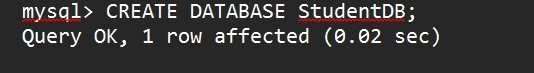 mysql> CREATE DATABASE StudentDB;
Query OK, 1 row affected (0.02 sec)